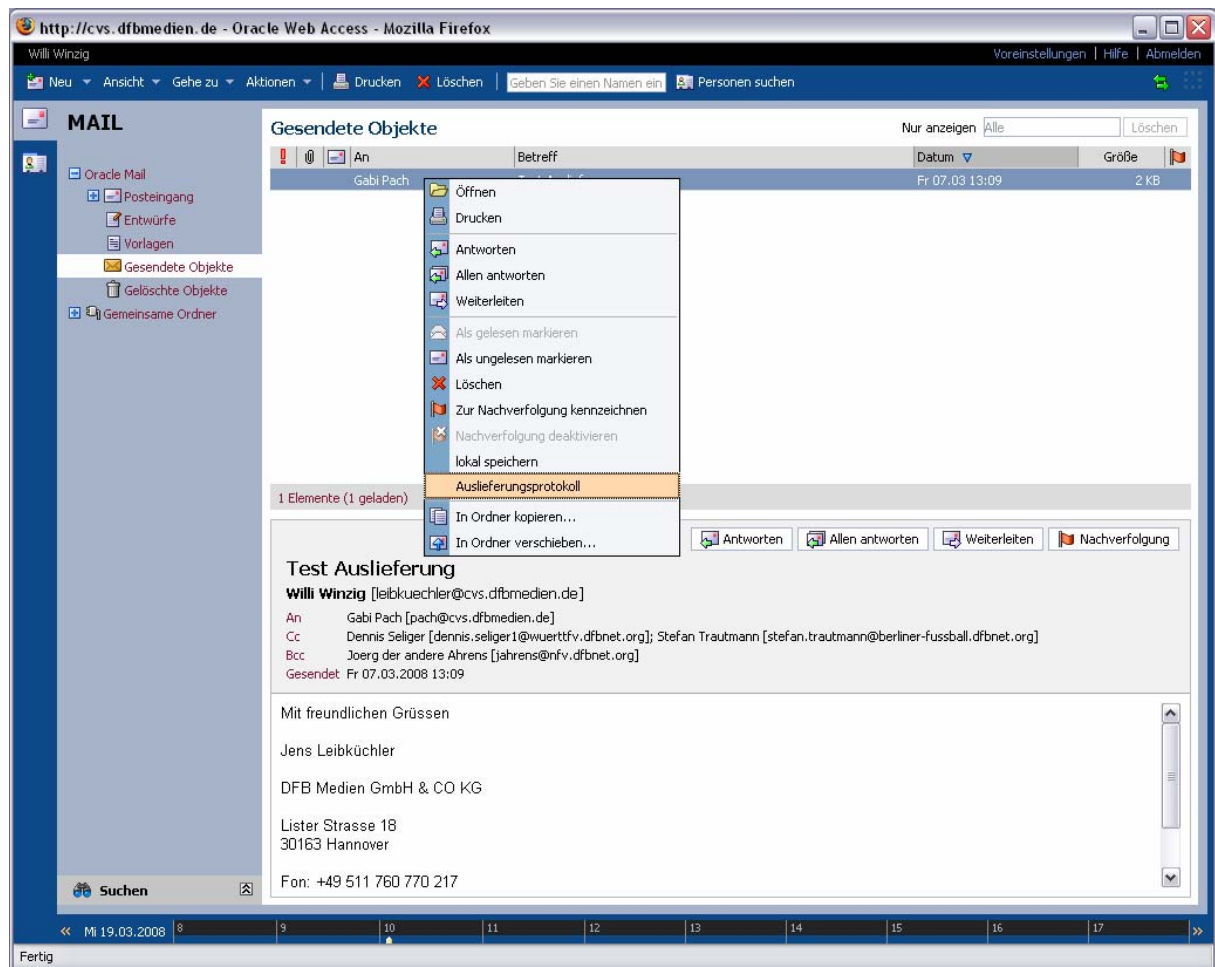 http://cvs.dfbmedien.de - Oracle Web Access - Mozilla Firefox
Willi Winzig
Voreinstellungen | Hilfe | Abmelden
Neu Ansicht Gehe zu Aktionen Drucken Löschen Geben Sie einen Namen ein Personen suchen
MAIL
Oracle Mail
Posteingang
Entwürfe
Vorlagen
Gesendete Objekte
Gelöschte Objekte
Gemeinsame Ordner
Suchen
Gesendete Objekte
Nur anzeigen Alle Löschen
An Betreff Datum Größe
Gabi Pach Fr 07.03 13:09 2 KB
Öffnen
Drucken
Antworten
Allen antworten
Weiterleiten
Als gelesen markieren
Als ungelesen markieren
Löschen
Zur Nachverfolgung kennzeichnen
Nachverfolgung deaktivieren
lokal speichern
Auslieferungsprotokoll
In Ordner kopieren...
In Ordner verschieben...
1 Elemente (1 geladen)
Antworten Allen antworten Weiterleiten Nachverfolgung
Test Auslieferung
Willi Winzig [leibkuechler@cvs.dfbmedien.de]
An Gabi Pach [pach@cvs.dfbmedien.de]
Cc Dennis Seliger [dennis.seliger1@wuerttfv.dfbnet.org]; Stefan Trautmann [stefan.trautmann@berliner-fussball.dfbnet.org]
Bcc Joerg der andere Ahrens [jahrens@nfv.dfbnet.org]
Gesendet Fr 07.03.2008 13:09
Mit freundlichen Grüssen
Jens Leibküchler
DFB Medien GmbH & CO KG
Lister Strasse 18
30163 Hannover
Fon: +49 511 760 770 217
Mi 19.03.2008 8 9 10 11 12 13 14 15 16 17
Fertig